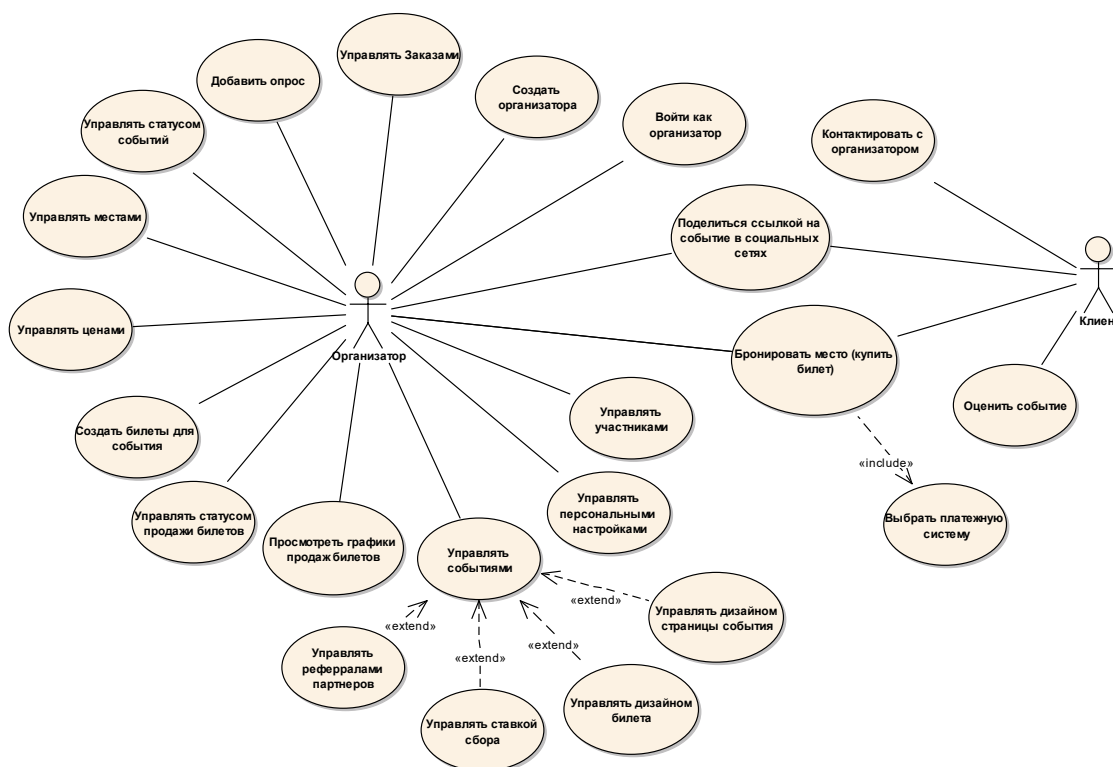 Управлять Заказами
Добавить опрос
Создать
организатора
Войти как
организатор
Управлять статусом
событий
Контактировать с
организатором
Управлять местами
Поделиться ссылкой на
событие в социальных
сетях
Управлять ценами
Организатор
Клиен
Бронировать место (купить
билет)
Оценить событие
Управлять
участниками
Создать билеты для
события
«include»
Управлять статусом
продажи билетов
Просмотреть графики
продаж билетов
Управлять
персональными
настройками
Выбрать платежную
систему
Управлять
событиями
«extend»
Управлять дизайном
страницы события
«extend»
«extend»
«extend»
Управлять
рефералами
партнеров
Управлять ставкой
сбора
Управлять дизайном
билета